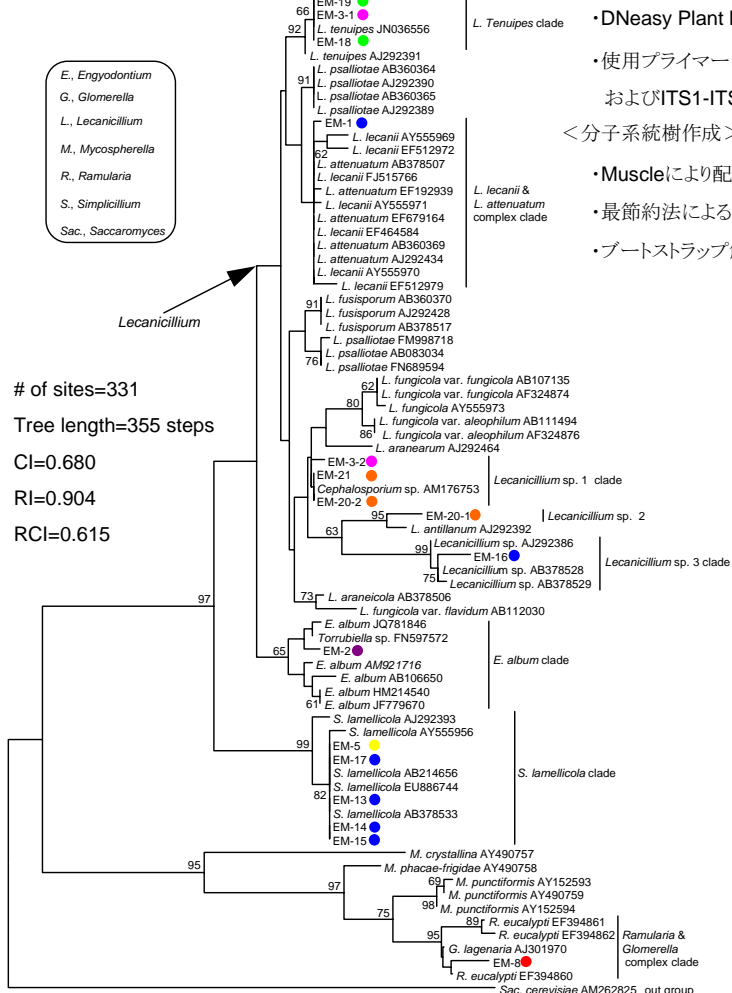 EM-19
EM-3-1
66
L. tenuipes JN036556
92
EM-18
L. Tenuipes clade
L. tenuipes AJ292391
L. psalliotae AB360364
91
L. psalliotae AJ292390
L. psalliotae AB360365
L. psalliotae AJ292389
EM-1
L. lecanii AY555969
62
L. lecanii EF512972
L. attenuatum AB378507
L. lecanii FJ515766
L. attenuatum EF192939
L. lecanii AY555971
L. attenuatum EF679164
L. lecanii EF464584
L. attenuatum AB360369
L. attenuatum AJ292434
L. lecanii AY555970
L. lecanii EF512979
L. lecanii &
L. attenuatum
complex clade
L. fusisporum AB360370
91
L. fusisporum AJ292428
L. fusisporum AB378517
L. psalliotae FM998718
L. psalliotae AB083034
76
L. psalliotae FN689594
L. fungicola var. fungicola AB107135
62
L. fungicola var. fungicola AF324874
80
L. fungicola AY555973
L. fungicola var. aleophilum AB111494
86
L. fungicola var. aleophilum AF324876
L. aranearum AJ292464
EM-3-2
EM-21
Cephalosporium sp. AM176753
EM-20-2
Lecanicillium sp. 1 clade
95
EM-20-1
Lecanicillium sp. 2
63
L. antillanum AJ292392
Lecanicillium sp. AJ292386
99
EM-16
Lecanicillium sp. AB378528
75
Lecanicillium sp. AB378529
Lecanicillium sp. 3 clade
73
L. araneicola AB378506
L. fungicola var. flavidum AB112030
97
E. album JQ781846
Torrubiella sp. FN597572
65
EM-2
E. album AM921716
E. album AB106650
E. album HM214540
61
E. album JF779670
E. album clade
S. lamellicola AJ292393
99
S. lamellicola AY555956
EM-5
EM-17
S. lamellicola AB214656
S. lamellicola EU886744
82
EM-13
S. lamellicola AB378533
EM-14
EM-15
S. lamellicola clade
M. crystallina AY490757
95
M. phacae-frigidae AY490758
97
69
M. punctiformis AY152593
M. punctiformis AY490759
98
M. punctiformis AY152594
75
89
R. eucalypti EF394861
R. eucalypti EF394862
95
G. lagenaria AJ301970
EM-8
R. eucalypti EF394860
Ramularia &
Glomerella
complex clade
Sac. cerevisiae AM262825 out group
E., Engyodontium
G., Glomerella
L., Lecanicillium
M., Mycospherella
R., Ramularia
S., Simplicillium
Sac., Saccaromyces
Lecanicillium
# of sites=331
Tree length=355 steps
CI=0.680
RI=0.904
RCI=0.615
・DNeasy Plant
・使用プライマー
およびITS1-ITS
＜分子系統樹作成＞
・Muscleにより配
・最節約法による
・ブートストラップ